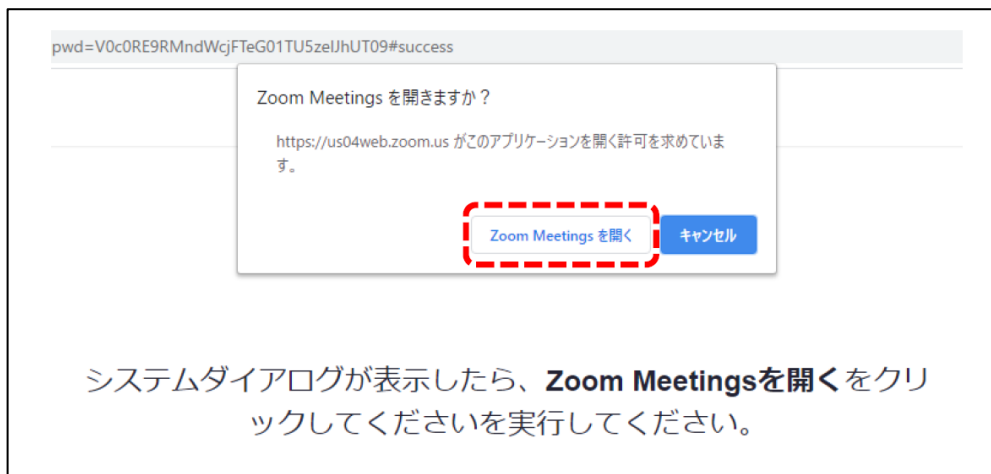 pwd=V0c0RE9RMndWcjFTeG01TU5zelJhUT09#success
Zoom Meetings を開きますか？
https://us04web.zoom.us がこのアプリケーションを開く許可を求めていま
す。
Zoom Meetings を開く
キャンセル
システムダイアログが表示したら、Zoom Meetingsを開くをクリ
ックしてくださいを実行してください。